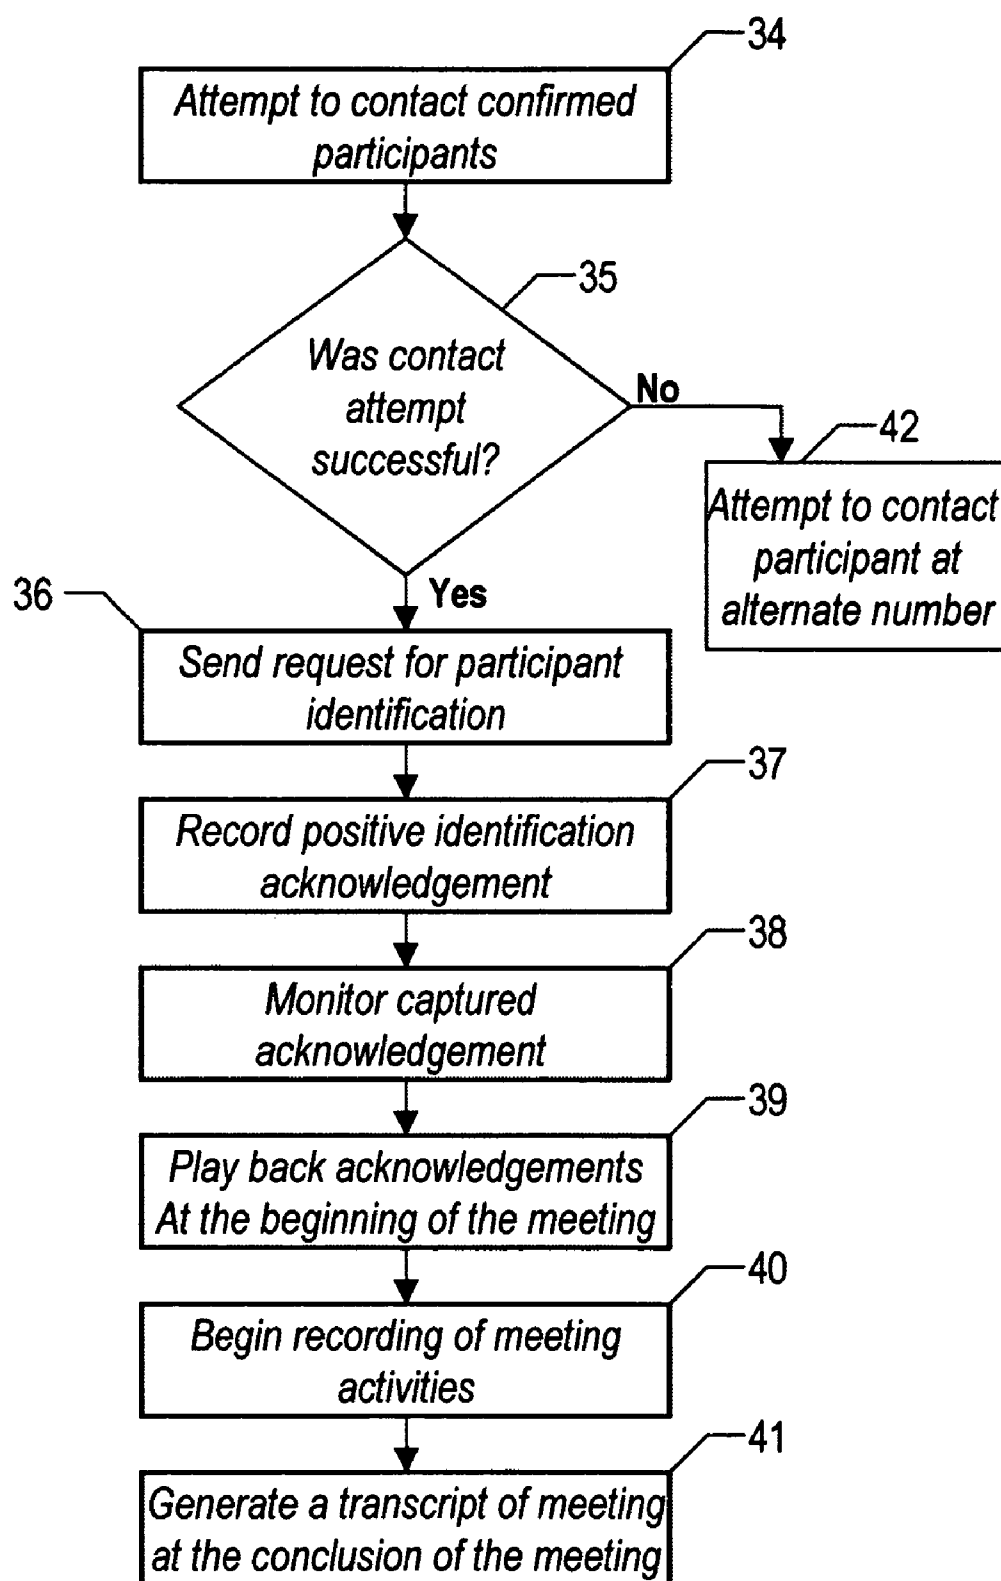 34
Attempt to contact confirmed
participants
35
Was contact
attempt
successful?
No
42
Attempt to contact
participant at
alternate number
Yes
36
Send request for participant
identification
37
Record positive identification
acknowledgement
38
Monitor captured
acknowledgement
39
Play back acknowledgements
At the beginning of the meeting
40
Begin recording of meeting
activities
41
Generate a transcript of meeting
at the conclusion of the meeting